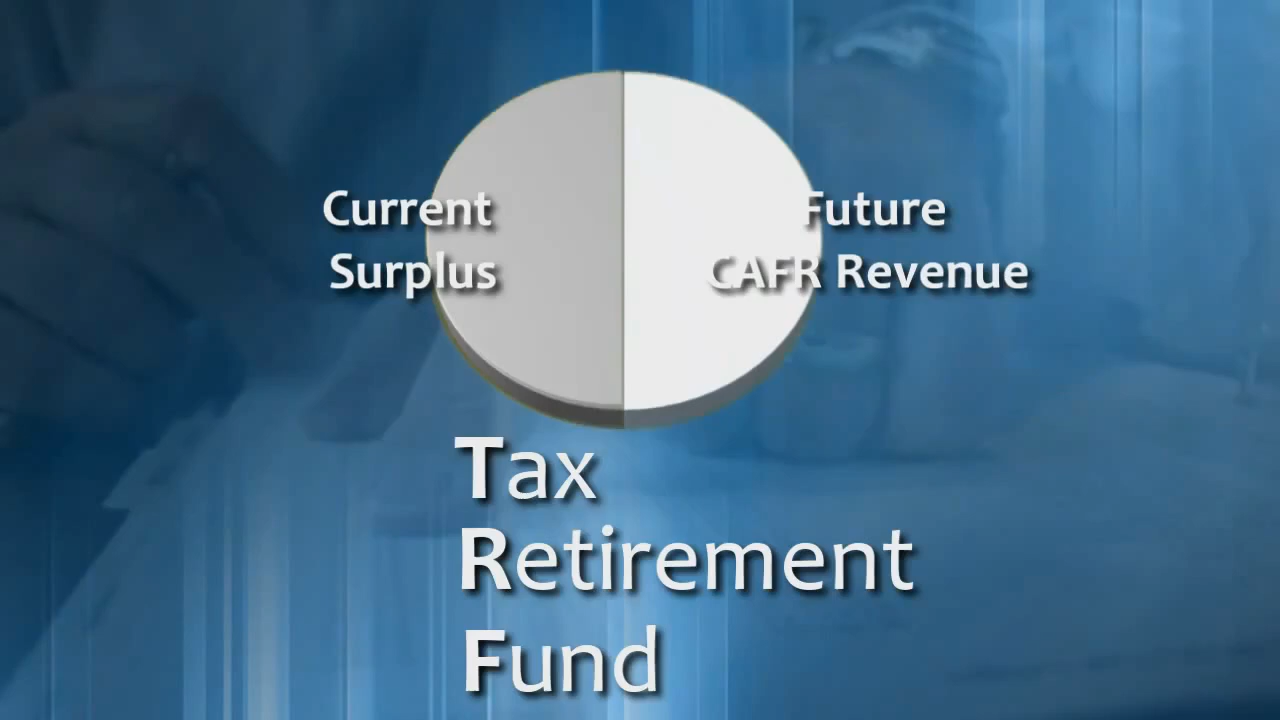 Current
Surplus
Future
CAFR Revenue
Tax
Retirement
Fund